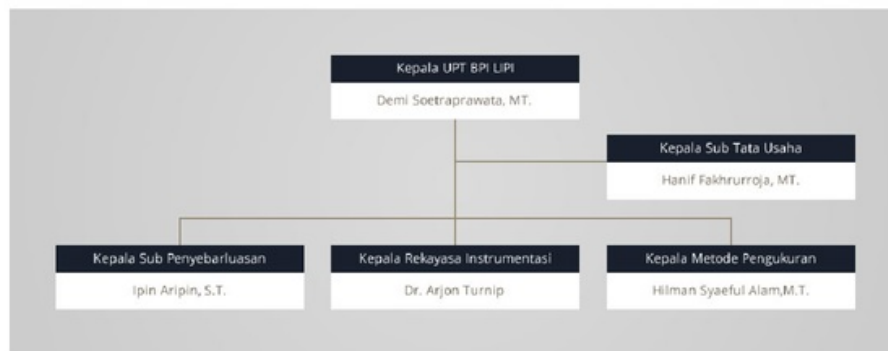 Kepala UPT BPI LIPI
Demi Soetraprawata, MT.
Kepala Sub Tata Usaha
Hanif Fakhrurroja, MT.
Kepala Sub Penyebarluasan
Ipin Aripin, S.T.
Kepala Rekayasa Instrumentasi
Dr. Arjon Turnip
Kepala Metode Pengukuran
Hilman Syaeful Alam,M.T.